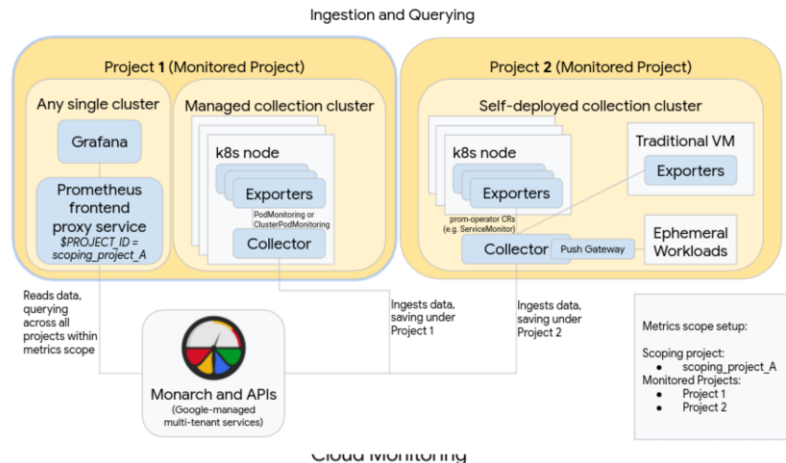 Ingestion and Querying
Project 1 (Monitored Project)
Any single cluster
Grafana
Prometheus
frontend
proxy service
$PROJECT_ID =
scoping_project_A
Managed collection cluster
k8s node
Exporters
PodMonitoring or
ClusterPodMonitoring
Collector
Project 2 (Monitored Project)
Self-deployed collection cluster
k8s node
Exporters
prom-operator CRs
(e.g. ServiceMonitor)
Collector
Push Gateway
Traditional VM
Exporters
Ephemeral
Workloads
Reads data,
querying
across all
projects within
metrics scope
Monarch and APIs
(Google-managed
multi-tenant services)
Ingests data,
saving under
Project 1
Ingests data,
saving under
Project 2
Metrics scope setup:
Scoping project:
● scoping_project_A
Monitored Projects:
● Project 1
● Project 2
Cloud Monitoring